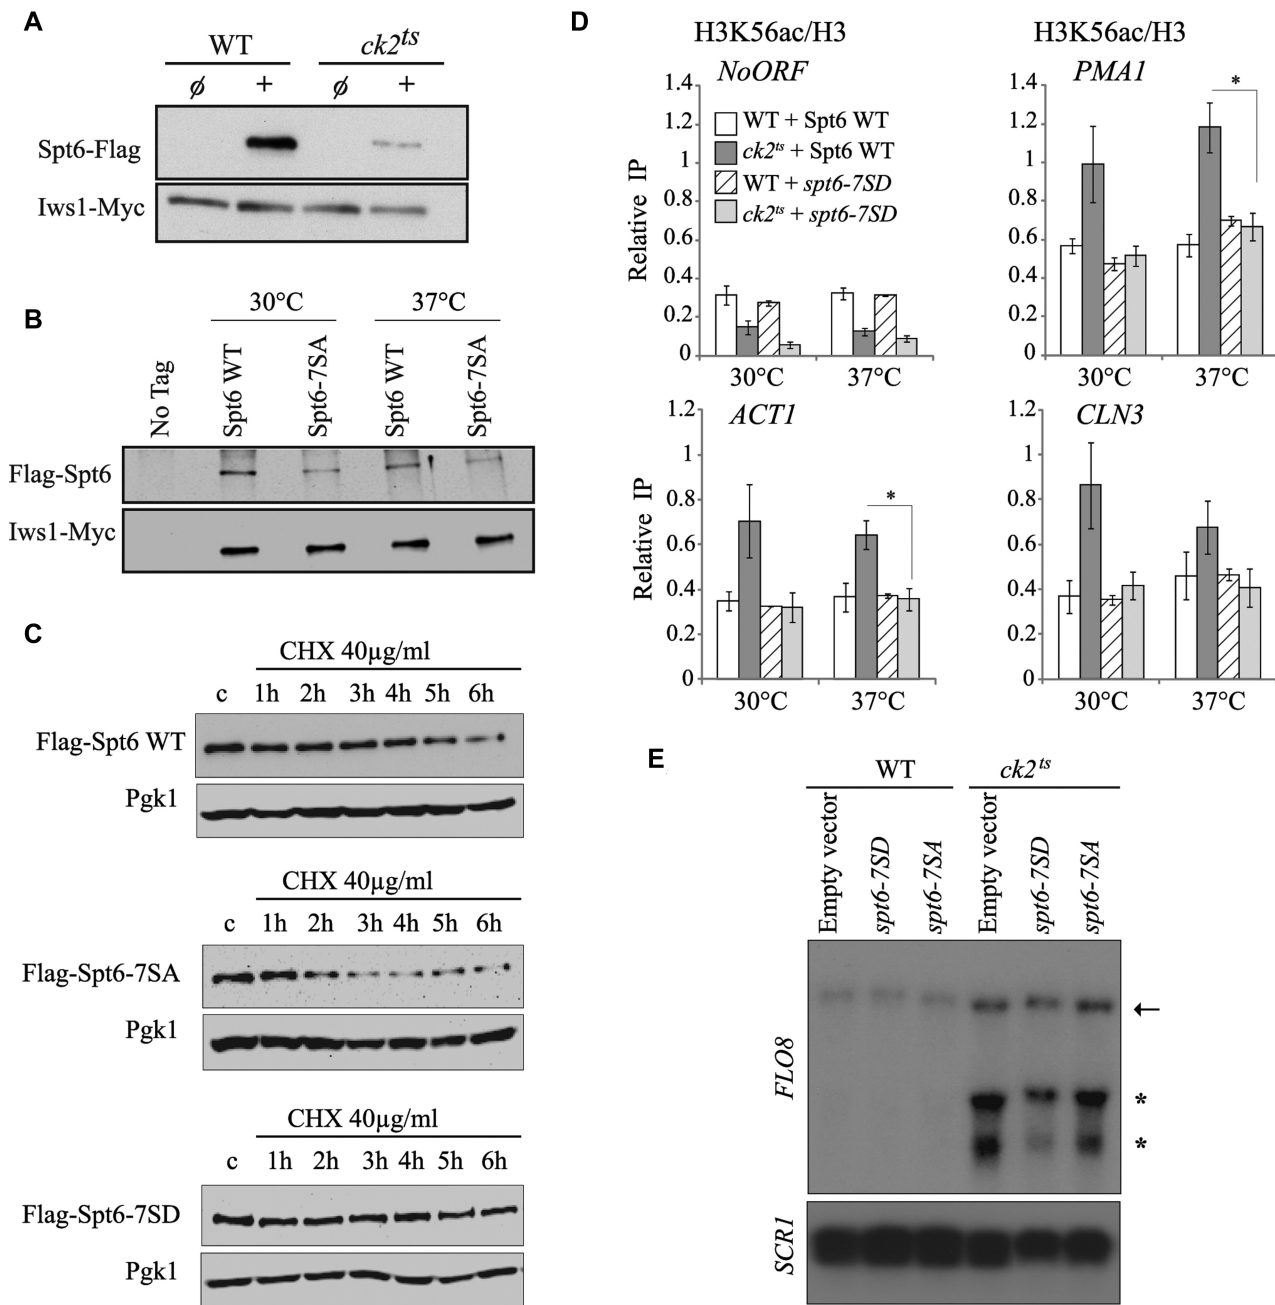 A
WT ck2ts
ϕ + ϕ +
Spt6-Flag
Iws1-Myc
B
30°C 37°C
No Tag
Spt6 WT
Spt6-7SA
Spt6 WT
Spt6-7SA
Flag-Spt6
Iws1-Myc
C
CHX 40µg/ml
c 1h 2h 3h 4h 5h 6h
Flag-Spt6 WT
Pgk1
CHX 40µg/ml
c 1h 2h 3h 4h 5h 6h
Flag-Spt6-7SA
Pgk1
CHX 40µg/ml
c 1h 2h 3h 4h 5h 6h
Flag-Spt6-7SD
Pgk1
D
H3K56ac/H3
NoORF
Relative IP
1.4
1.2
1
0.8
0.6
0.4
0.2
0
WT + Spt6 WT
ck2ts + Spt6 WT
WT + spt6-7SD
ck2ts + spt6-7SD
30°C 37°C
H3K56ac/H3
PMA1
1.4
1.2
1
0.8
0.6
0.4
0.2
0
*
30°C 37°C
ACT1
Relative IP
1.2
1
0.8
0.6
0.4
0.2
0
*
30°C 37°C
CLN3
1.2
1
0.8
0.6
0.4
0.2
0
30°C 37°C
E
WT ck2ts
Empty vector
spt6-7SD
spt6-7SA
Empty vector
spt6-7SD
spt6-7SA
FLO8
←
*
*
SCR1